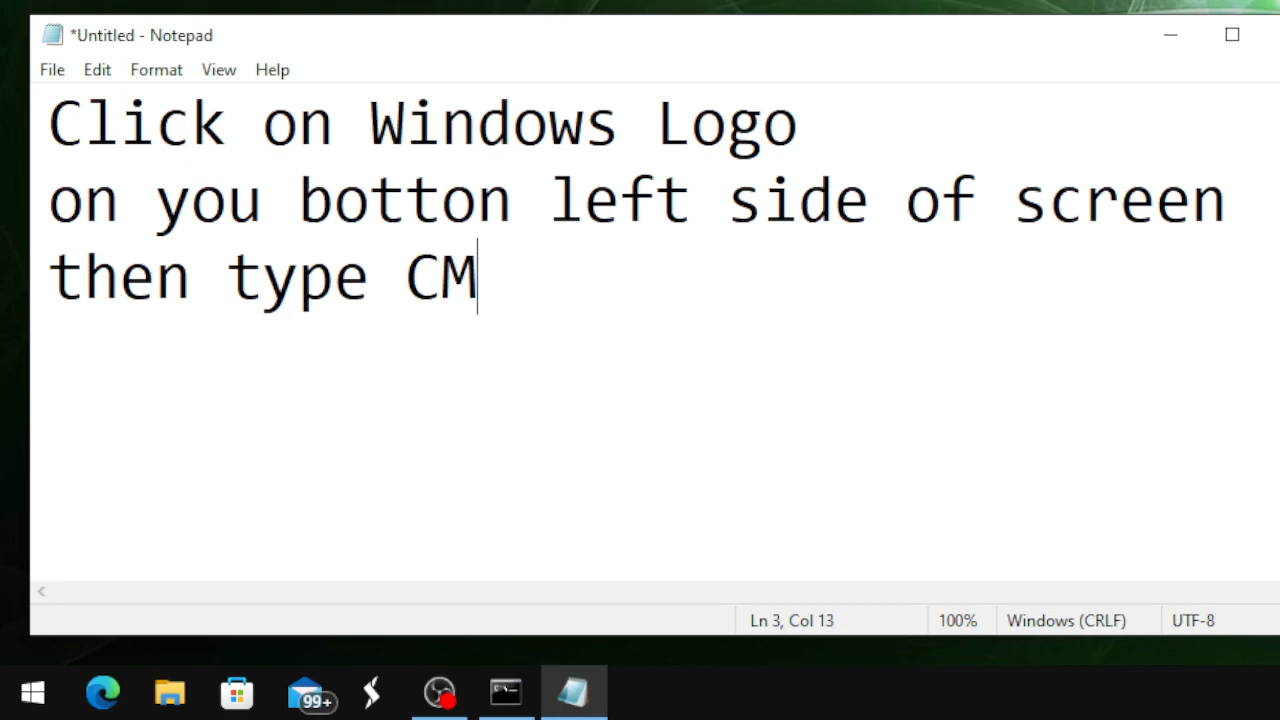 *Untitled - Notepad
File Edit Format View Help
Click on Windows Logo
on you botton left side of screen
then type CM
Ln 3, Col 13 100% Windows (CRLF) UTF-8
99+